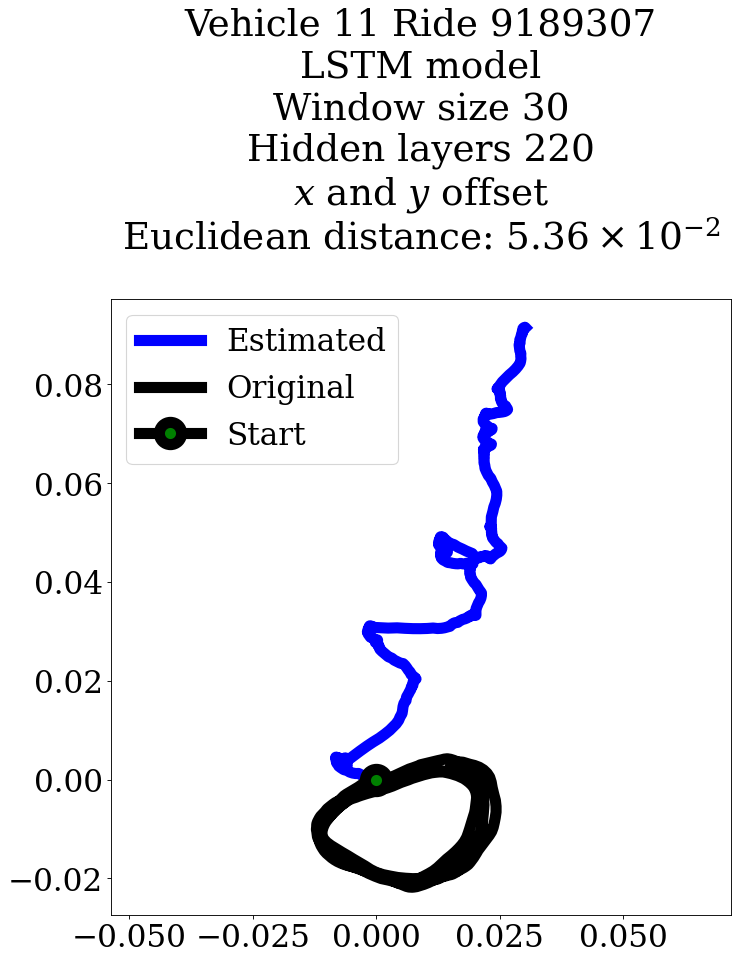 Vehicle 11 Ride 9189307
LSTM model
Window size 30
Hidden layers 220
x and y offset
Euclidean distance: 5.36 × 10⁻²
Estimated
Original
Start
0.08
0.06
0.04
0.02
0.00
−0.02
−0.050 −0.025 0.000 0.025 0.050